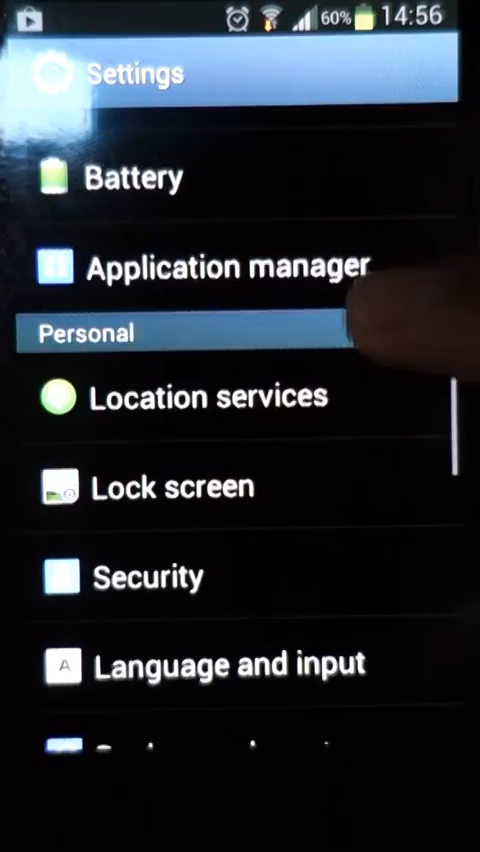 60% 14:56
Settings
Battery
Application manager
Personal
Location services
Lock screen
Security
A Language and input